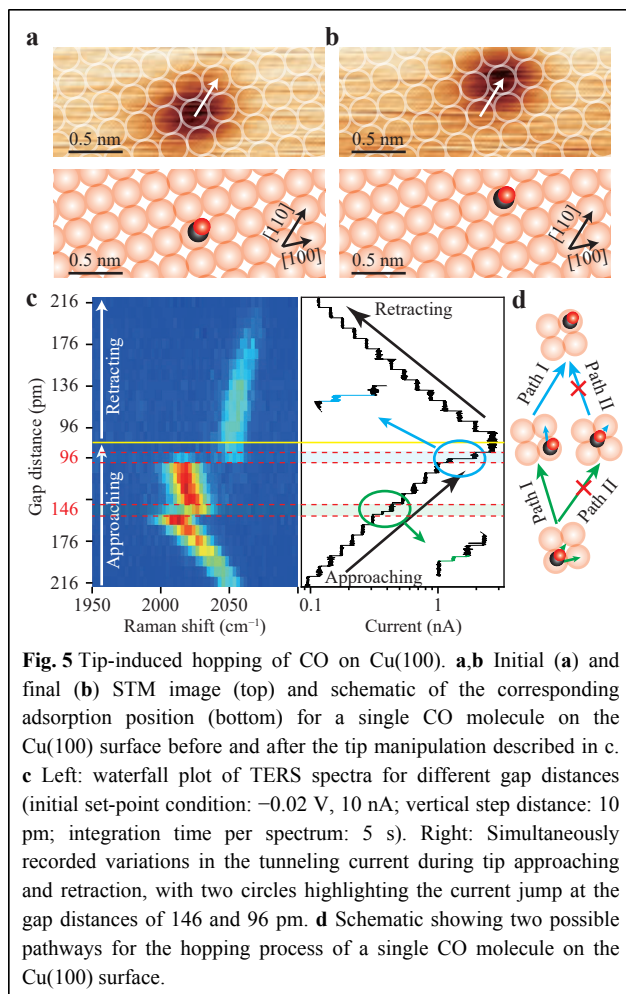 a
b
0.5 nm
0.5 nm
[110]
[100]
0.5 nm
[110]
[100]
0.5 nm
c
d
216
176
136
96
96
146
176
216
Gap distance (pm)
Retracting
Approaching
1950
2000
2050
Raman shift (cm⁻¹)
Retracting
Approaching
0.1
1
Current (nA)
Path I
Path II
Path I
Path II
Fig. 5 Tip-induced hopping of CO on Cu(100). a,b Initial (a) and
final (b) STM image (top) and schematic of the corresponding
adsorption position (bottom) for a single CO molecule on the
Cu(100) surface before and after the tip manipulation described in c.
c Left: waterfall plot of TERS spectra for different gap distances
(initial set-point condition: −0.02 V, 10 nA; vertical step distance: 10
pm; integration time per spectrum: 5 s). Right: Simultaneously
recorded variations in the tunneling current during tip approaching
and retraction, with two circles highlighting the current jump at the
gap distances of 146 and 96 pm. d Schematic showing two possible
pathways for the hopping process of a single CO molecule on the
Cu(100) surface.